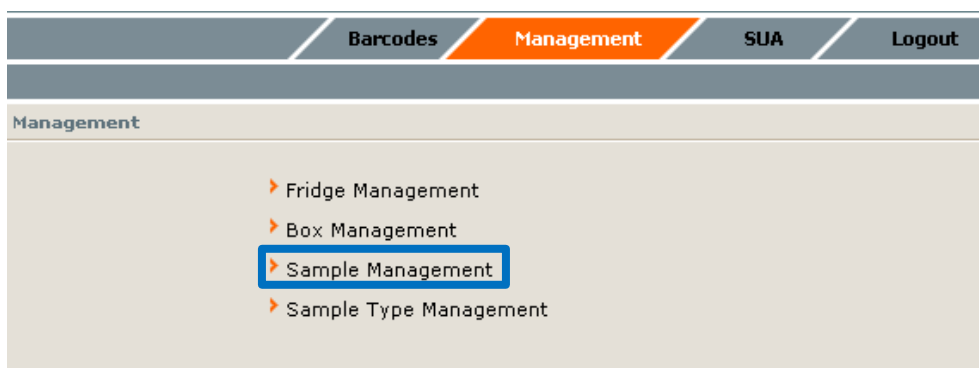 Barcodes Management SUA Logout
Management
Fridge Management
Box Management
Sample Management
Sample Type Management